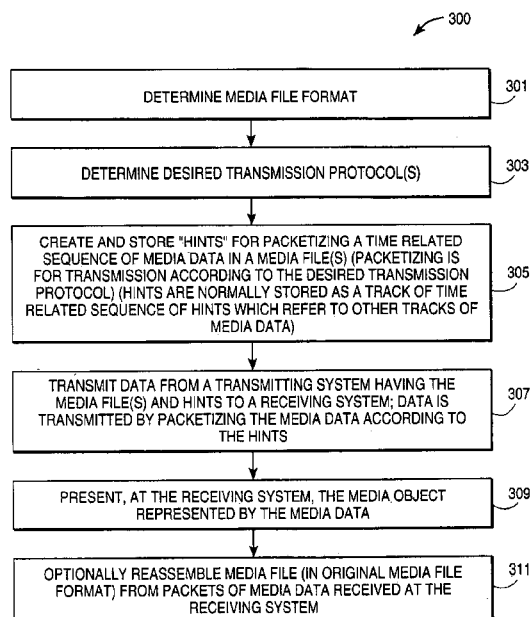 300
DETERMINE MEDIA FILE FORMAT
301
DETERMINE DESIRED TRANSMISSION PROTOCOL(S)
303
CREATE AND STORE "HINTS" FOR PACKETIZING A TIME RELATED
SEQUENCE OF MEDIA DATA IN A MEDIA FILE(S) (PACKETIZING IS
FOR TRANSMISSION ACCORDING TO THE DESIRED TRANSMISSION
PROTOCOL) (HINTS ARE NORMALLY STORED AS A TRACK OF TIME
RELATED SEQUENCE OF HINTS WHICH REFER TO OTHER TRACKS OF
MEDIA DATA)
305
TRANSMIT DATA FROM A TRANSMITTING SYSTEM HAVING THE
MEDIA FILE(S) AND HINTS TO A RECEIVING SYSTEM; DATA IS
TRANSMITTED BY PACKETIZING THE MEDIA DATA ACCORDING TO
THE HINTS
307
PRESENT, AT THE RECEIVING SYSTEM, THE MEDIA OBJECT
REPRESENTED BY THE MEDIA DATA
309
OPTIONALLY REASSEMBLE MEDIA FILE (IN ORIGINAL MEDIA FILE
FORMAT) FROM PACKETS OF MEDIA DATA RECEIVED AT THE
RECEIVING SYSTEM
311